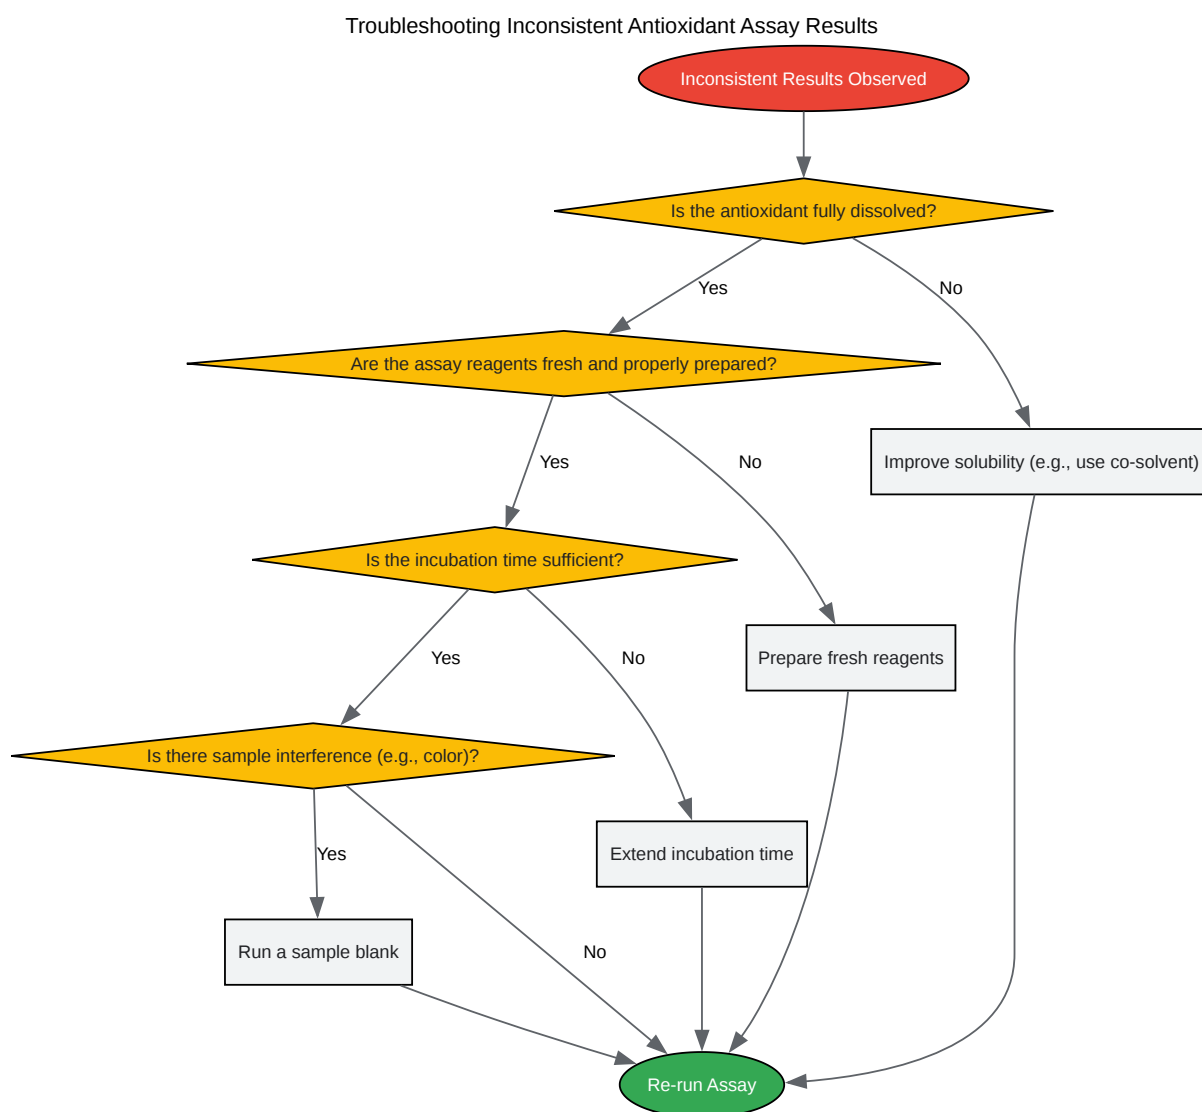 Troubleshooting Inconsistent Antioxidant Assay Results
Inconsistent Results Observed
Is the antioxidant fully dissolved?
Yes
No
Are the assay reagents fresh and properly prepared?
Yes
No
Improve solubility (e.g., use co-solvent)
Is the incubation time sufficient?
Yes
No
Prepare fresh reagents
Is there sample interference (e.g., color)?
Yes
Extend incubation time
Run a sample blank
No
Re-run Assay